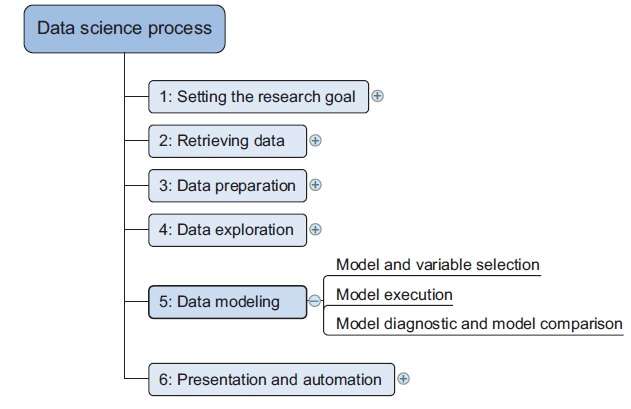 Data science process
1: Setting the research goal
2: Retrieving data
3: Data preparation
4: Data exploration
5: Data modeling
Model and variable selection
Model execution
Model diagnostic and model comparison
6: Presentation and automation